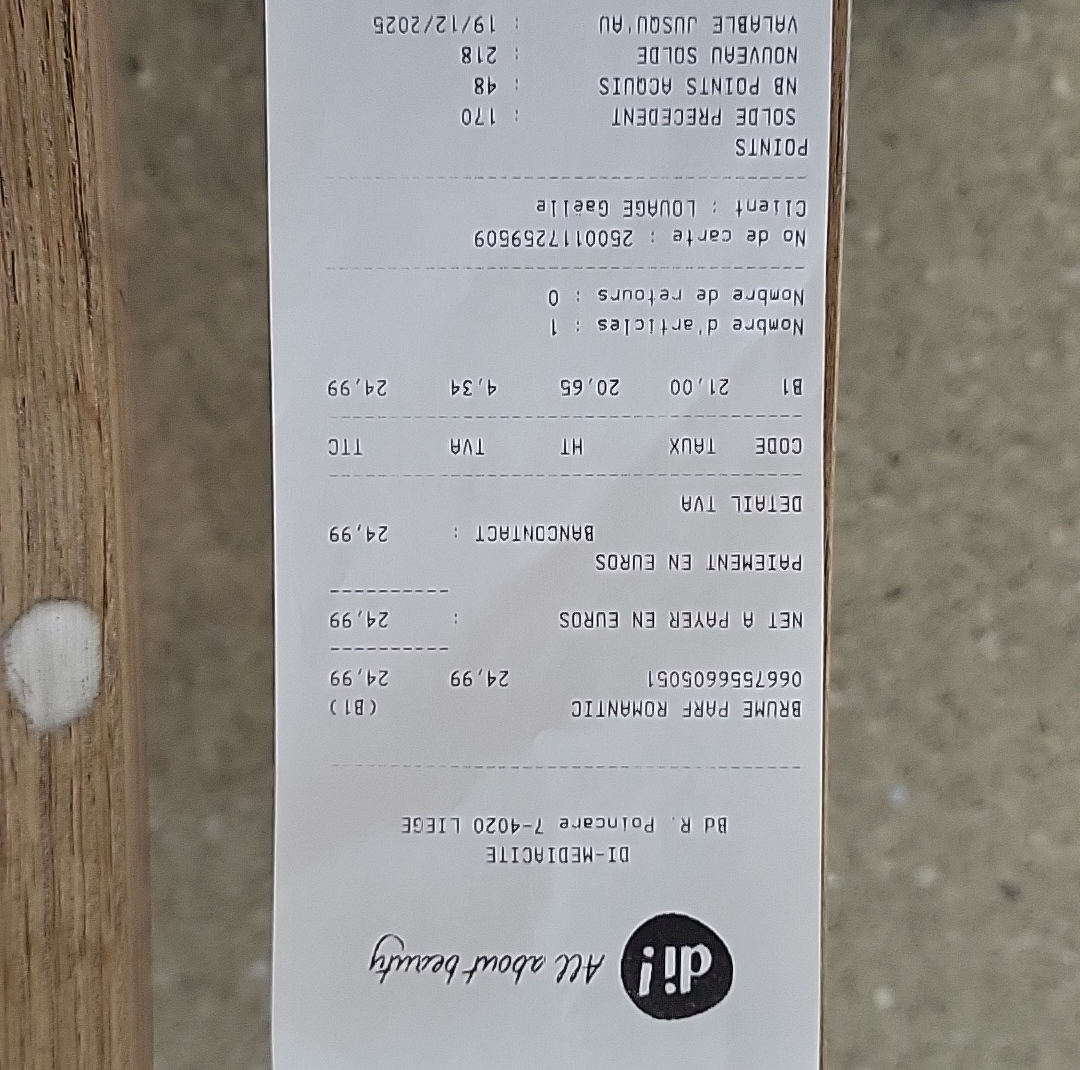 di! All about beauty
DI-MEDIACITE
Bd R. Poincare 7-4020 LIEGE
BRUME PARF ROMANTIC (B1)
0667555605051 24,99 24,99
NET A PAYER EN EUROS : 24,99
PAIEMENT EN EUROS
BANCONTACT : 24,99
DETAIL TVA
CODE TAUX HT TVA TTC
B1 21,00 20,65 4,34 24,99
Nombre d'articles : 1
Nombre de retours : 0
No de carte : 2500117259509
Client : LOUAGE Gaëlle
POINTS
SOLDE PRECEDENT : 170
NB POINTS ACQUIS : 48
NOUVEAU SOLDE : 218
VALABLE JUSQU'AU : 19/12/2025